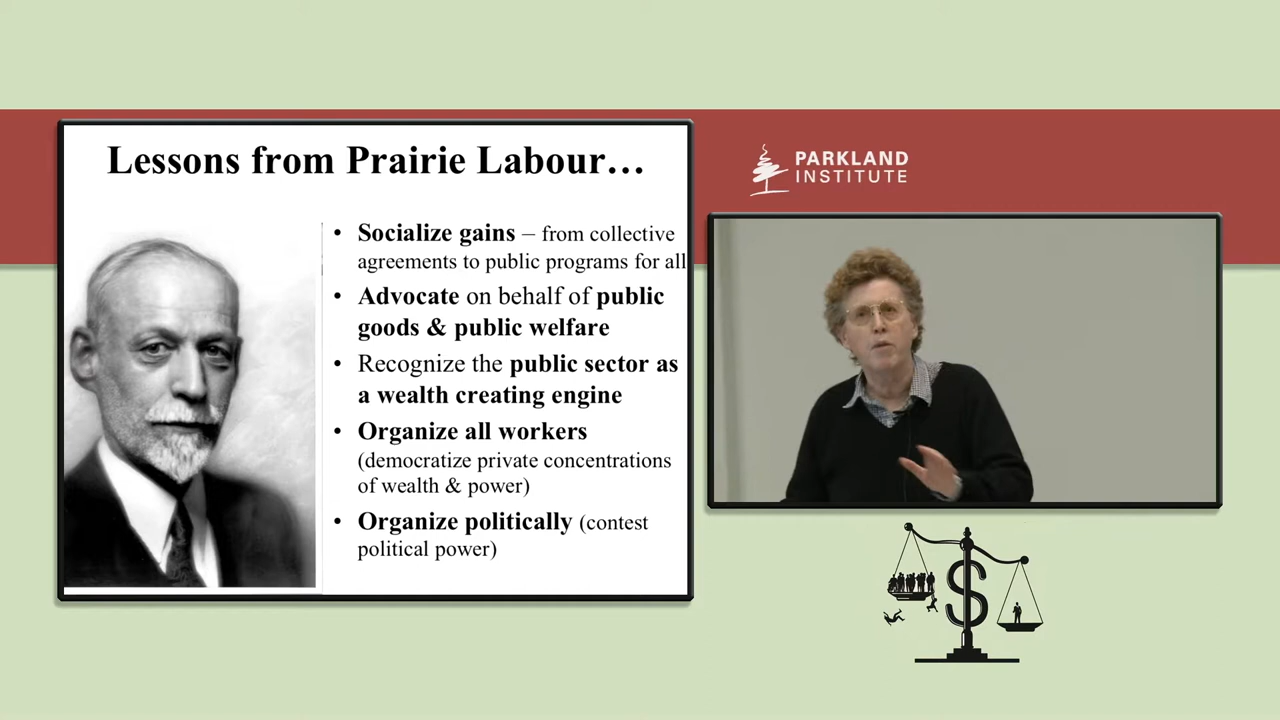 Lessons from Prairie Labour…
• Socialize gains – from collective
agreements to public programs for all
• Advocate on behalf of public
goods & public welfare
• Recognize the public sector as
a wealth creating engine
• Organize all workers
(democratize private concentrations
of wealth & power)
• Organize politically (contest
political power)
PARKLAND
INSTITUTE
$